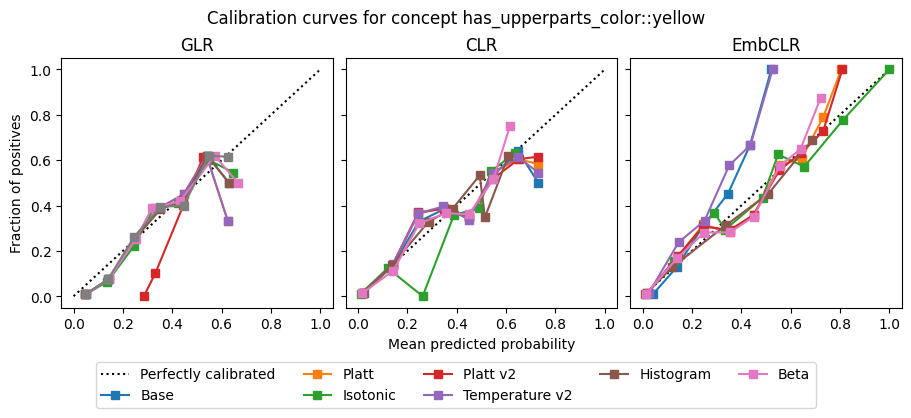 Calibration curves for concept has_upperparts_color::yellow
GLR
CLR
EmbCLR
Fraction of positives
1.0
0.8
0.6
0.4
0.2
0.0
0.0 0.2 0.4 0.6 0.8 1.0
0.0 0.2 0.4 0.6 0.8 1.0
0.0 0.2 0.4 0.6 0.8 1.0
Mean predicted probability
Perfectly calibrated
Base
Platt
Isotonic
Platt v2
Temperature v2
Histogram
Beta